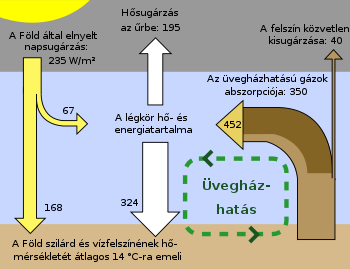 Hősugárzás
az űrbe: 195
A felszín közvetlen
kisugárzása: 40
A Föld által elnyelt
napsugárzás:
235 W/m²
Az üvegházhatású gázok
abszorpciója: 350
67
A légkör hő- és
energiatartalma
452
Üvegház-
hatás
324
168
A Föld szilárd és vízfelszínének hő-
mérsékletét átlagos 14 °C-ra emeli